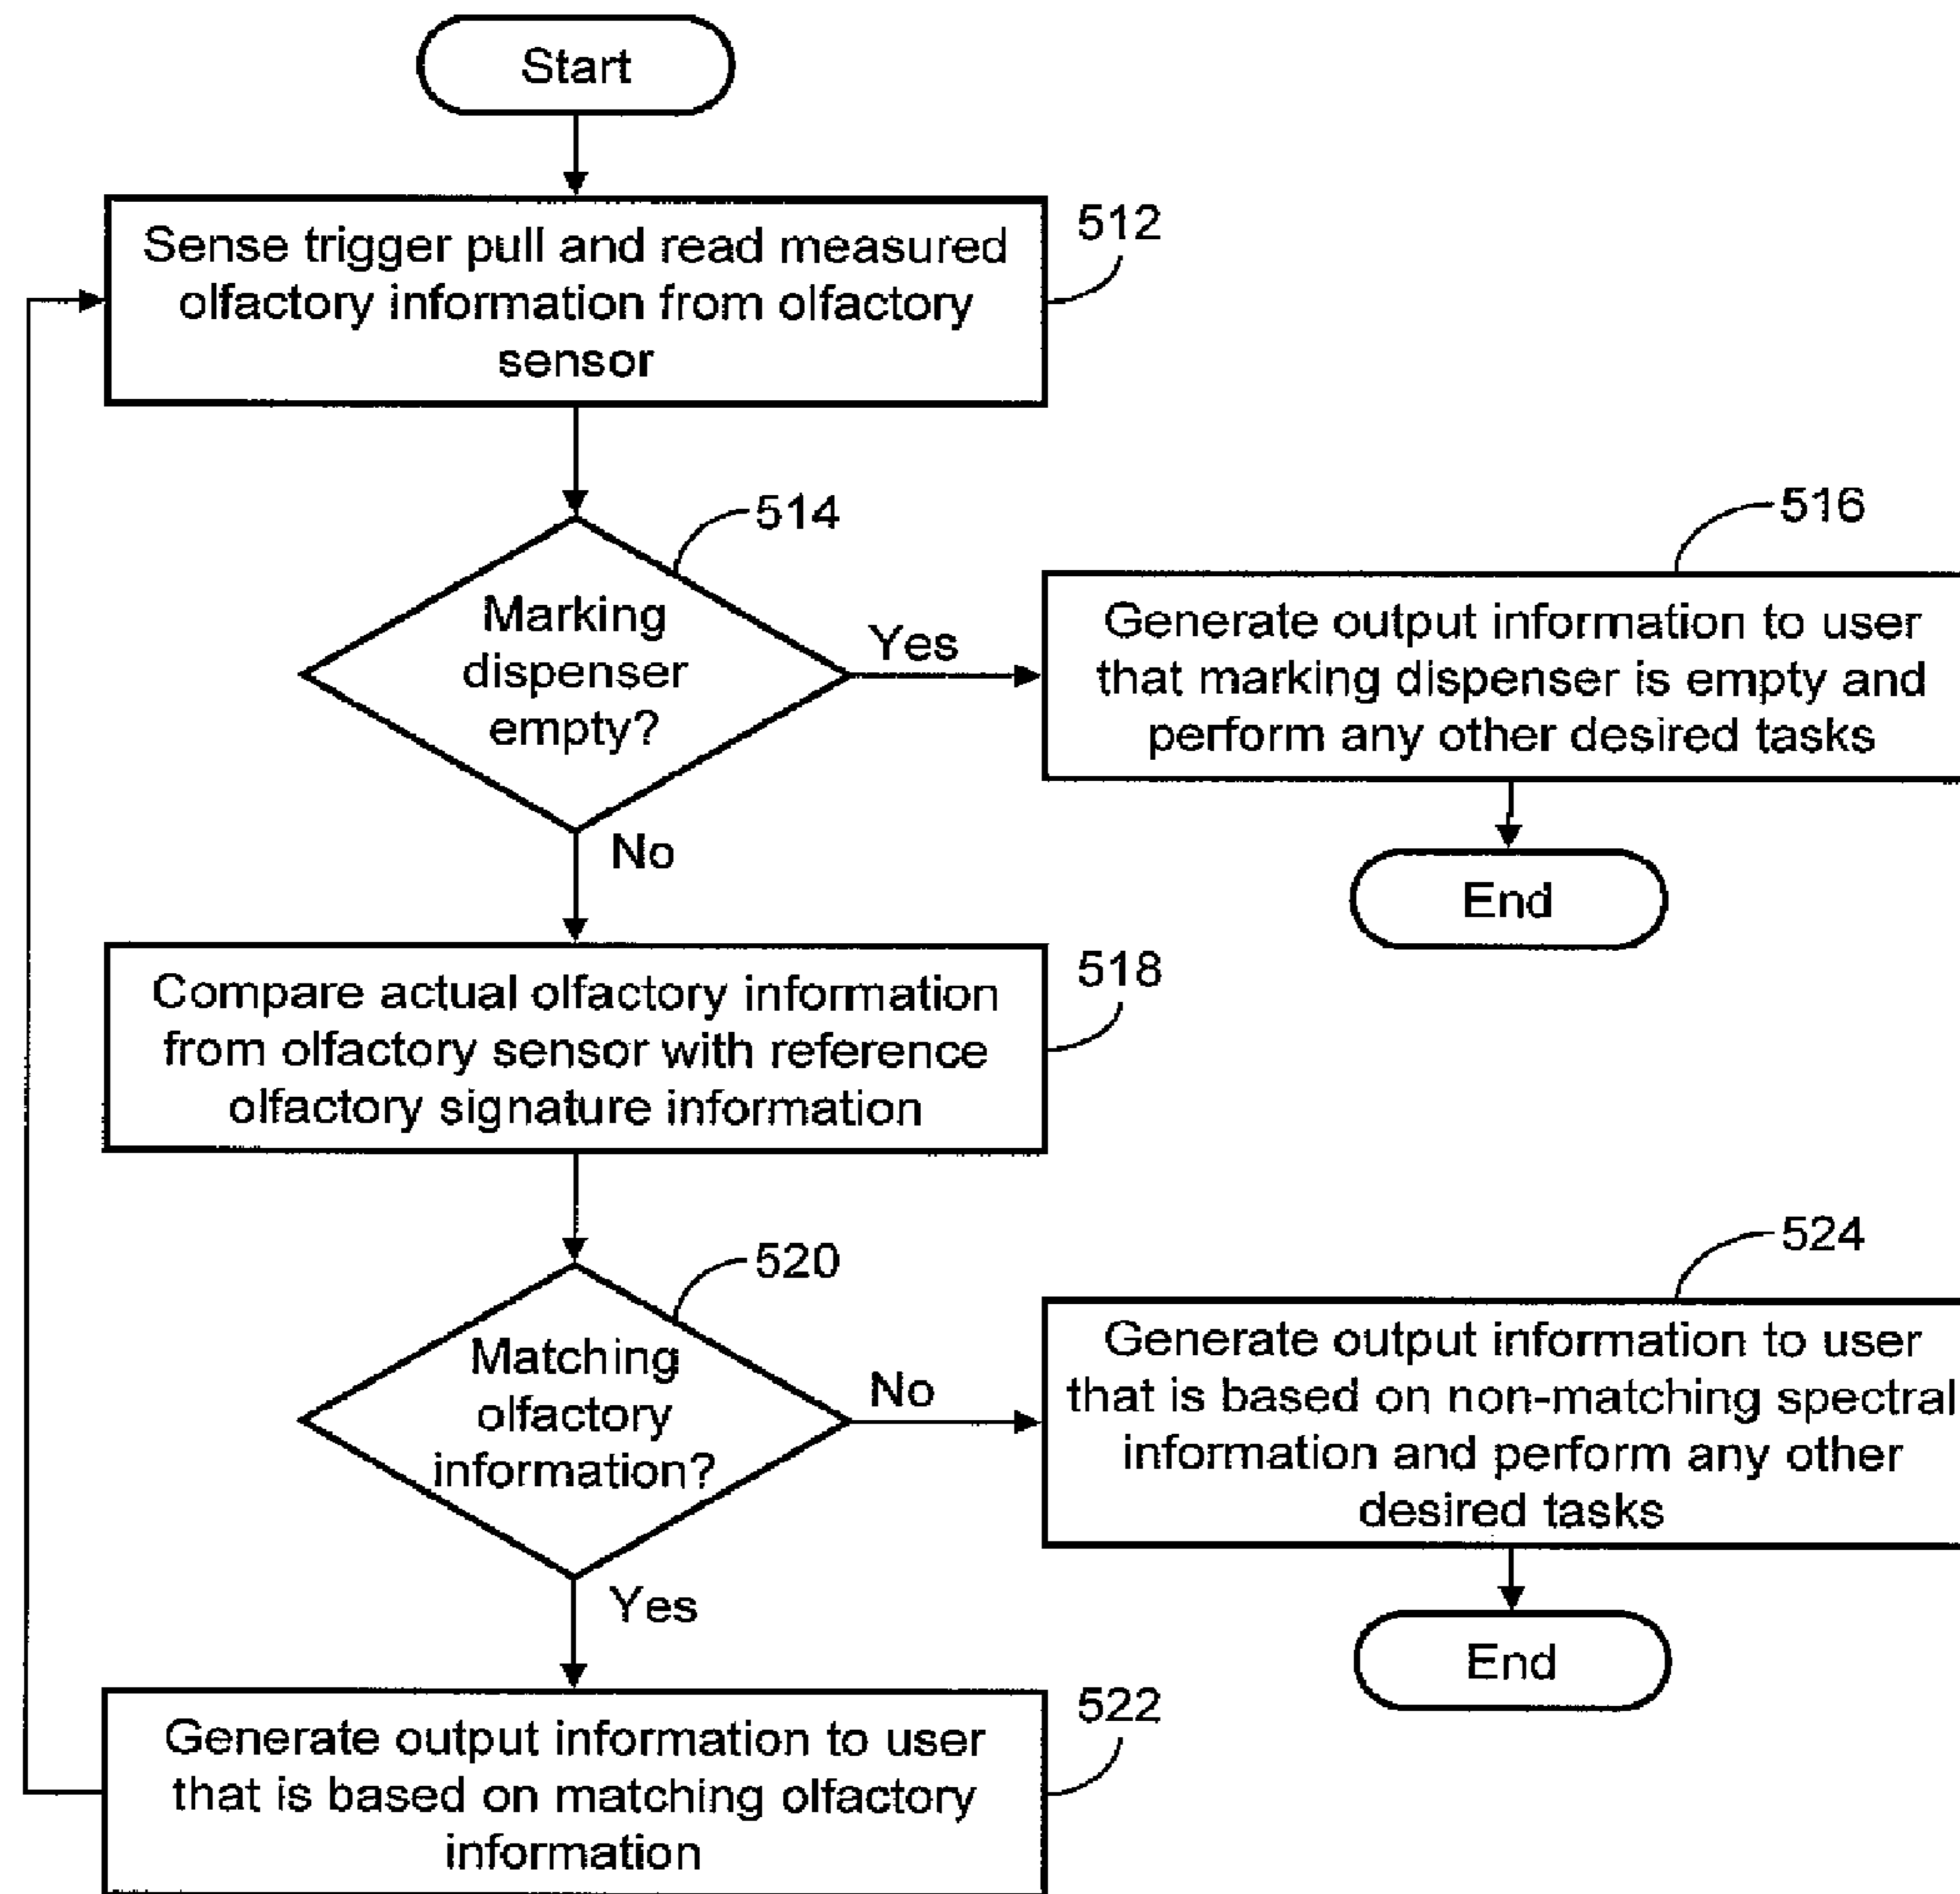 Start
Sense trigger pull and read measured
olfactory information from olfactory
sensor
512
Marking
dispenser
empty?
514
Yes
No
Generate output information to user
that marking dispenser is empty and
perform any other desired tasks
516
End
Compare actual olfactory information
from olfactory sensor with reference
olfactory signature information
518
Matching
olfactory
information?
520
No
Yes
Generate output information to user
that is based on non-matching spectral
information and perform any other
desired tasks
524
End
Generate output information to user
that is based on matching olfactory
information
522